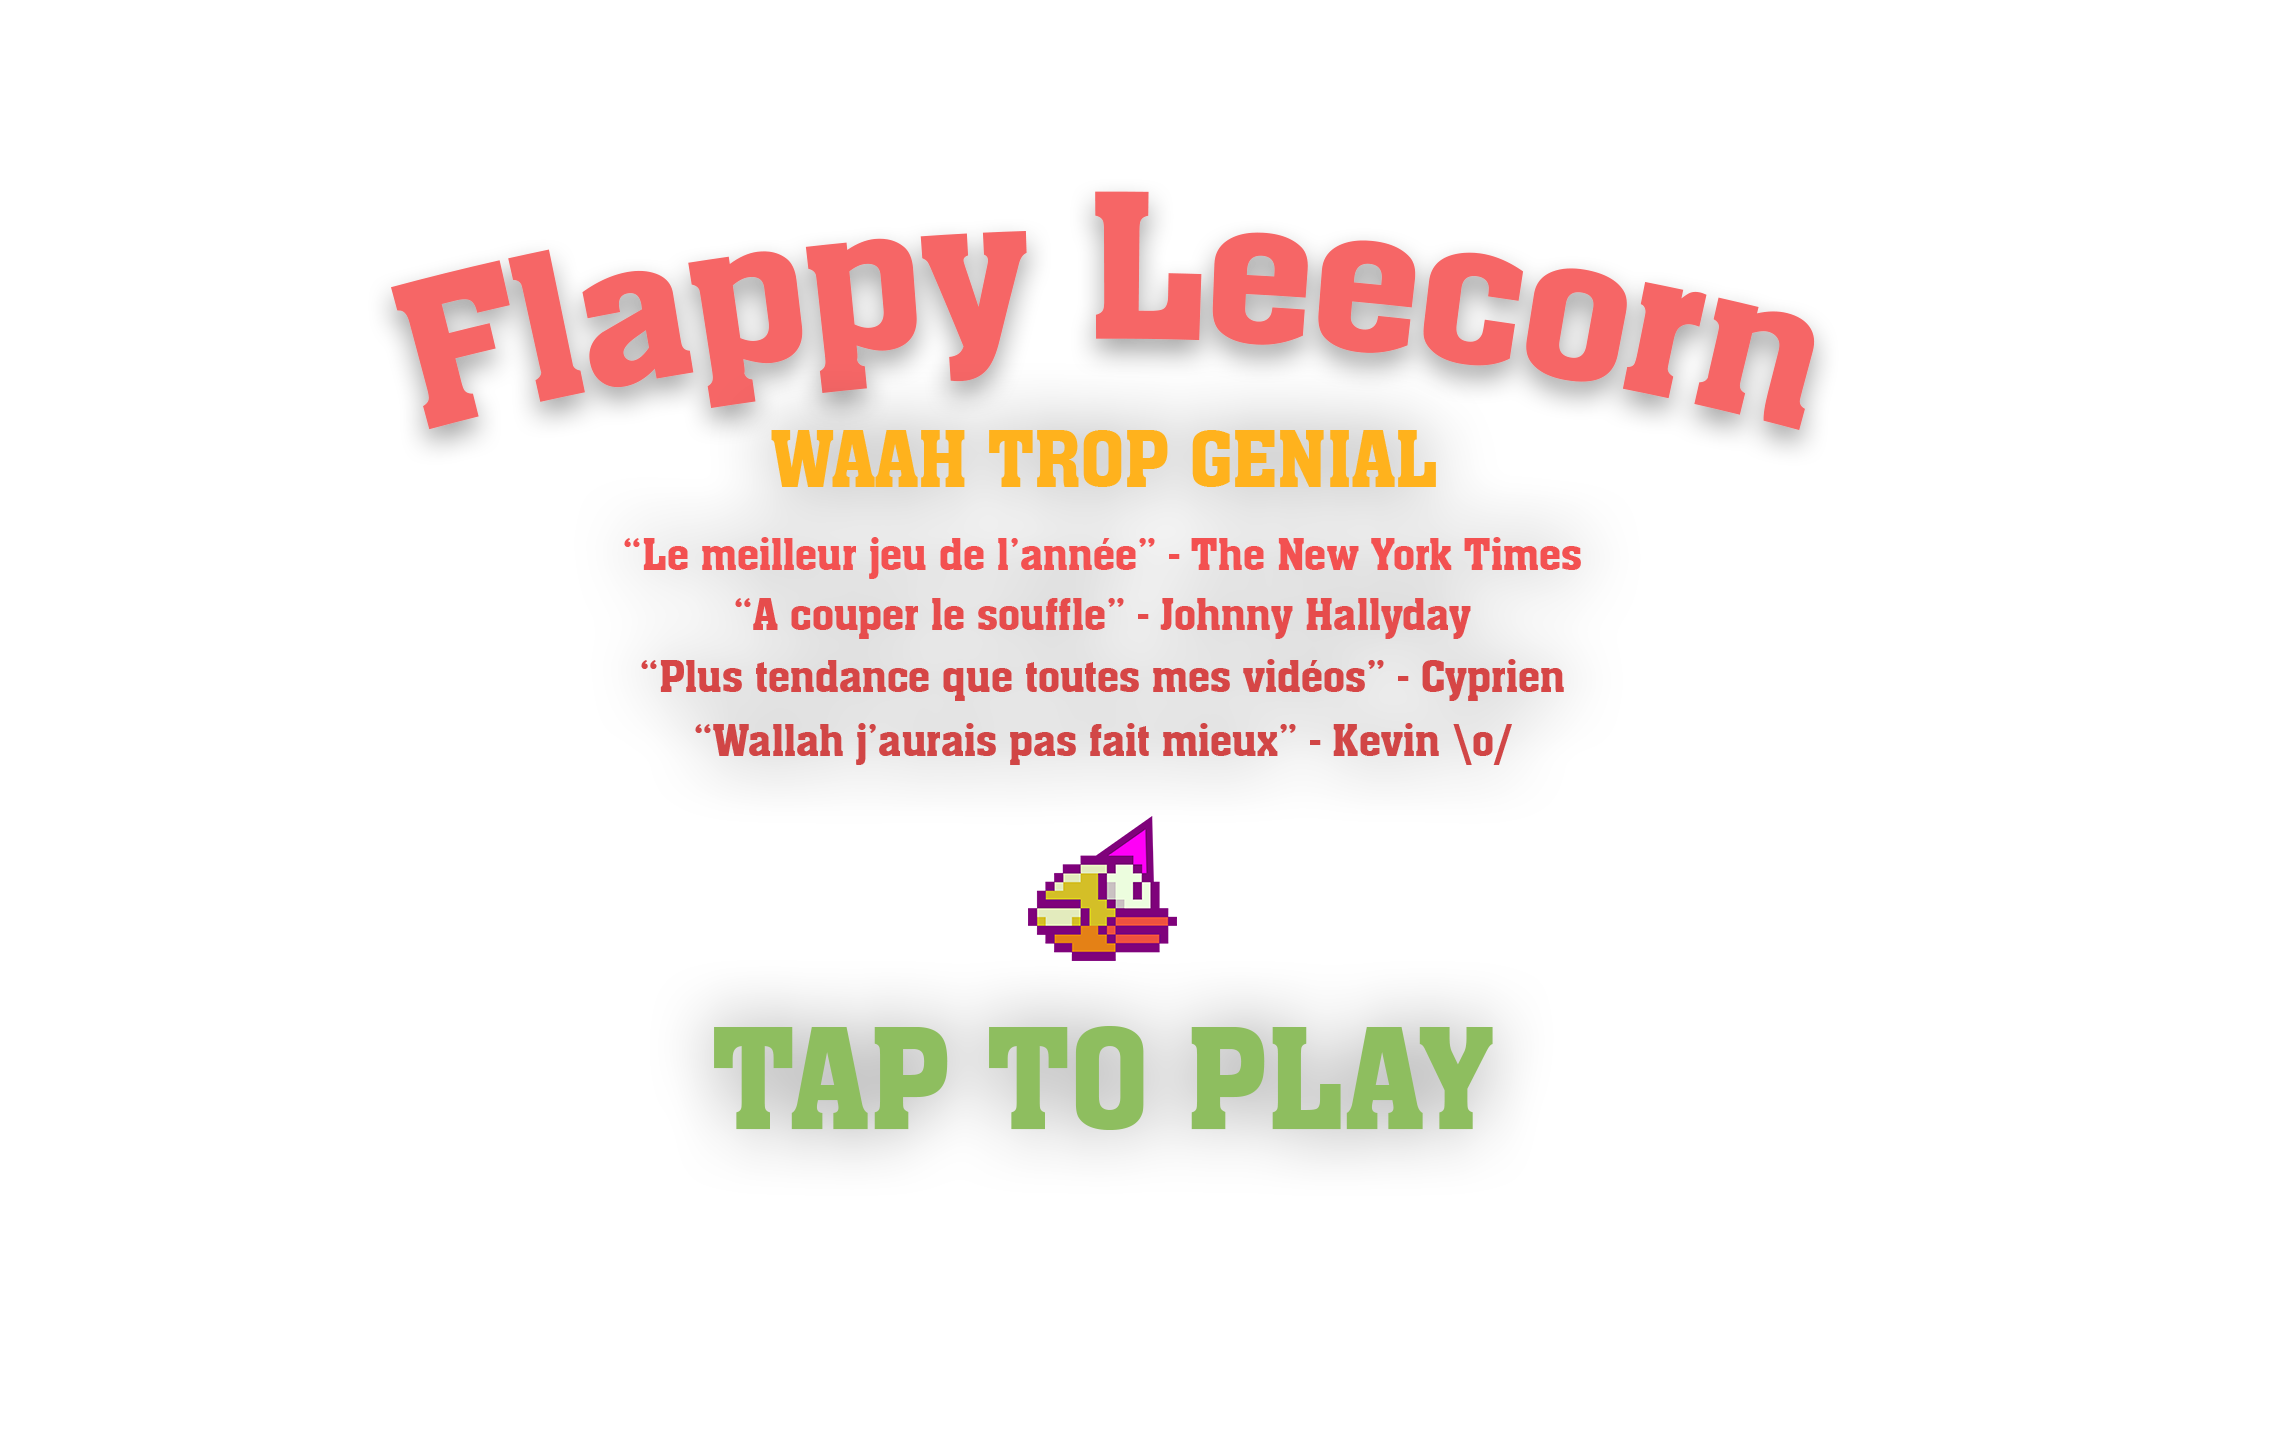 Flappy Leecorn
WAAH TROP GENIAL
“Le meilleur jeu de l’année” - The New York Times
“A couper le souffle” - Johnny Hallyday
“Plus tendance que toutes mes vidéos” - Cyprien
“Wallah j’aurais pas fait mieux” - Kevin \o/
TAP TO PLAY